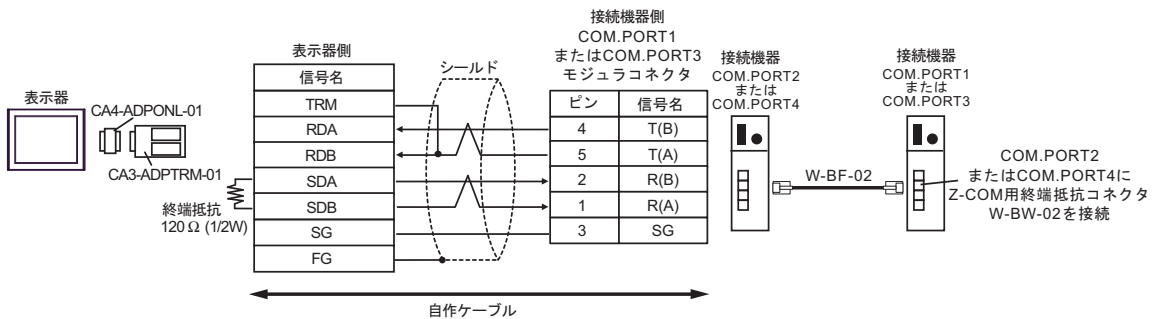 表示器
CA4-ADPONL-01
CA3-ADPTRM-01
表示器側
信号名
TRM
RDA
RDB
SDA
SDB
SG
FG
終端抵抗
120Ω (1/2W)
シールド
接続機器側
COM.PORT1
またはCOM.PORT3
モジュラコネクタ
ピン 信号名
4 T(B)
5 T(A)
2 R(B)
1 R(A)
3 SG
自作ケーブル
接続機器
COM.PORT2
または
COM.PORT4
W-BF-02
接続機器
COM.PORT1
または
COM.PORT3
COM.PORT2
またはCOM.PORT4に
Z-COM用終端抵抗コネクタ
W-BW-02を接続